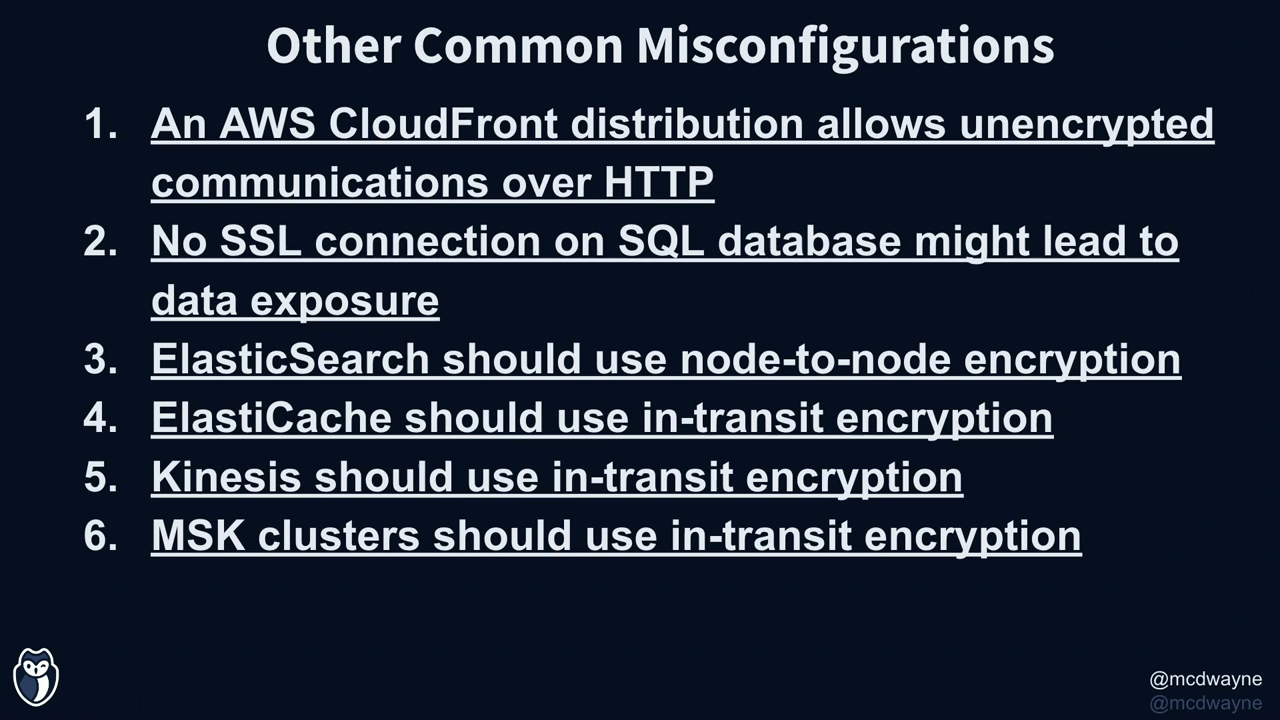 Other Common Misconfigurations
1. An AWS CloudFront distribution allows unencrypted
communications over HTTP
2. No SSL connection on SQL database might lead to
data exposure
3. ElasticSearch should use node-to-node encryption
4. ElastiCache should use in-transit encryption
5. Kinesis should use in-transit encryption
6. MSK clusters should use in-transit encryption
@mcdwayne
@mcdwayne